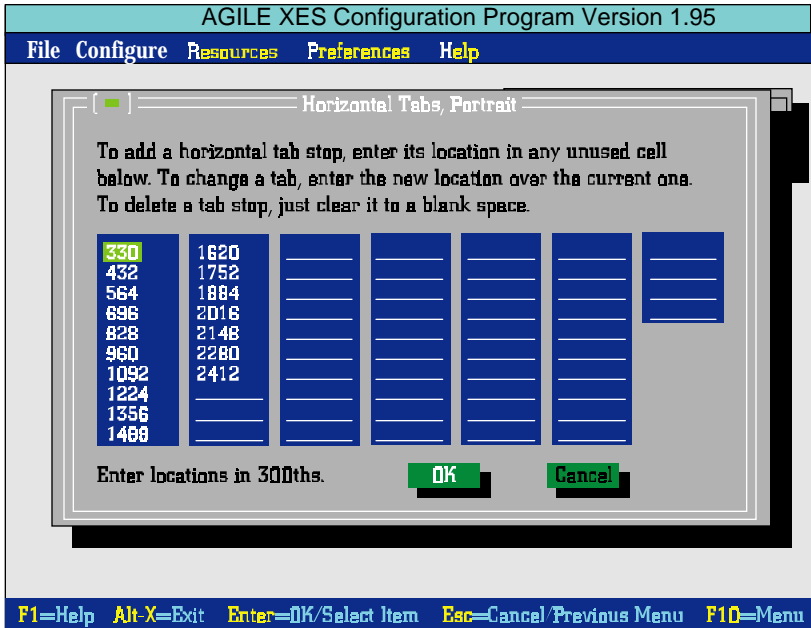 AGILE XES Configuration Program Version 1.95
File Configure Resources Preferences Help
[ ] Horizontal Tabs, Portrait
To add a horizontal tab stop, enter its location in any unused cell
below. To change a tab, enter the new location over the current one.
To delete a tab stop, just clear it to a blank space.
330 1620
432 1752
564 1884
696 2016
828 2148
960 2280
1092 2412
1224
1356
1488
Enter locations in 300ths. OK Cancel
F1=Help Alt-X=Exit Enter=OK/Select Item Esc=Cancel/Previous Menu F10=Menu